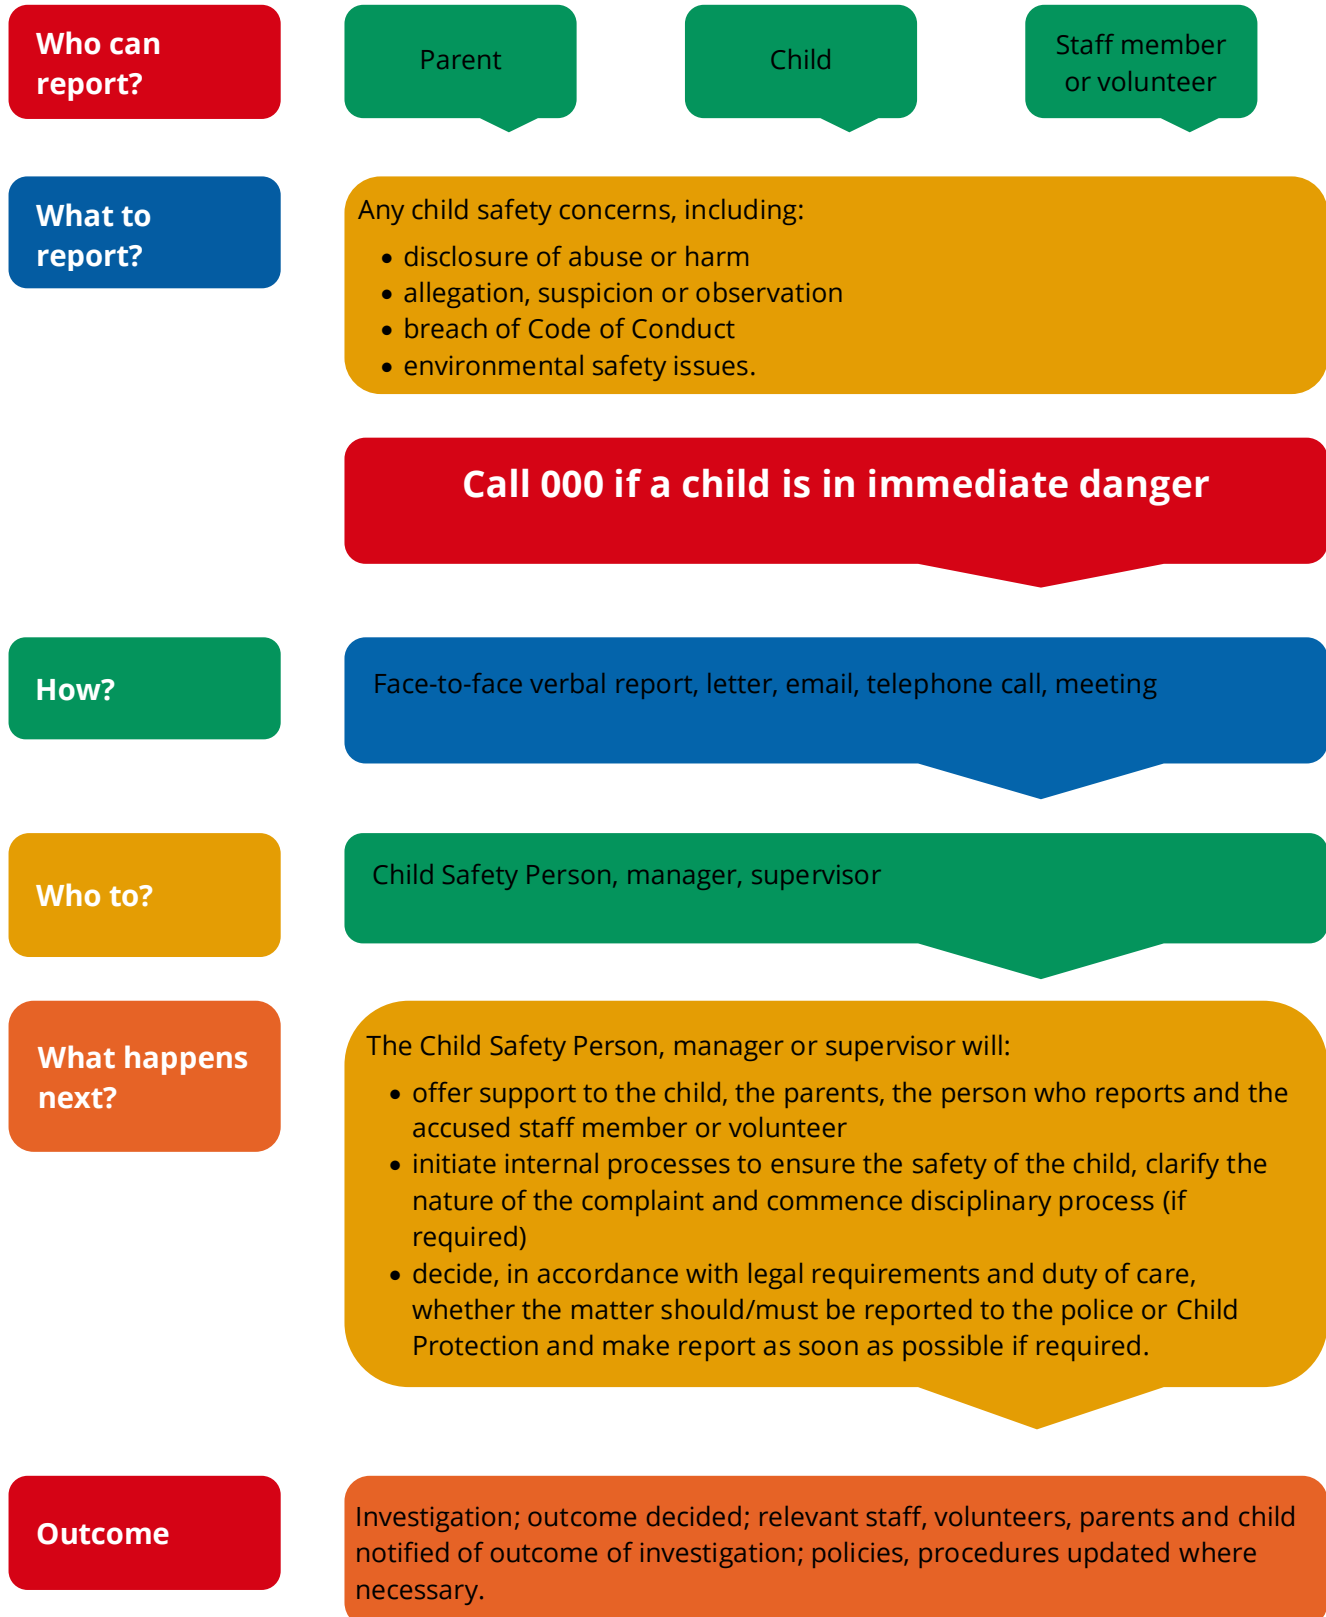 Who can
report?
Parent
Child
Staff member
or volunteer
What to
report?
Any child safety concerns, including:
• disclosure of abuse or harm
• allegation, suspicion or observation
• breach of Code of Conduct
• environmental safety issues.
Call 000 if a child is in immediate danger
How?
Face-to-face verbal report, letter, email, telephone call, meeting
Who to?
Child Safety Person, manager, supervisor
What happens
next?
The Child Safety Person, manager or supervisor will:
• offer support to the child, the parents, the person who reports and the
accused staff member or volunteer
• initiate internal processes to ensure the safety of the child, clarify the
nature of the complaint and commence disciplinary process (if
required)
• decide, in accordance with legal requirements and duty of care,
whether the matter should/must be reported to the police or Child
Protection and make report as soon as possible if required.
Outcome
Investigation; outcome decided; relevant staff, volunteers, parents and child
notified of outcome of investigation; policies, procedures updated where
necessary.